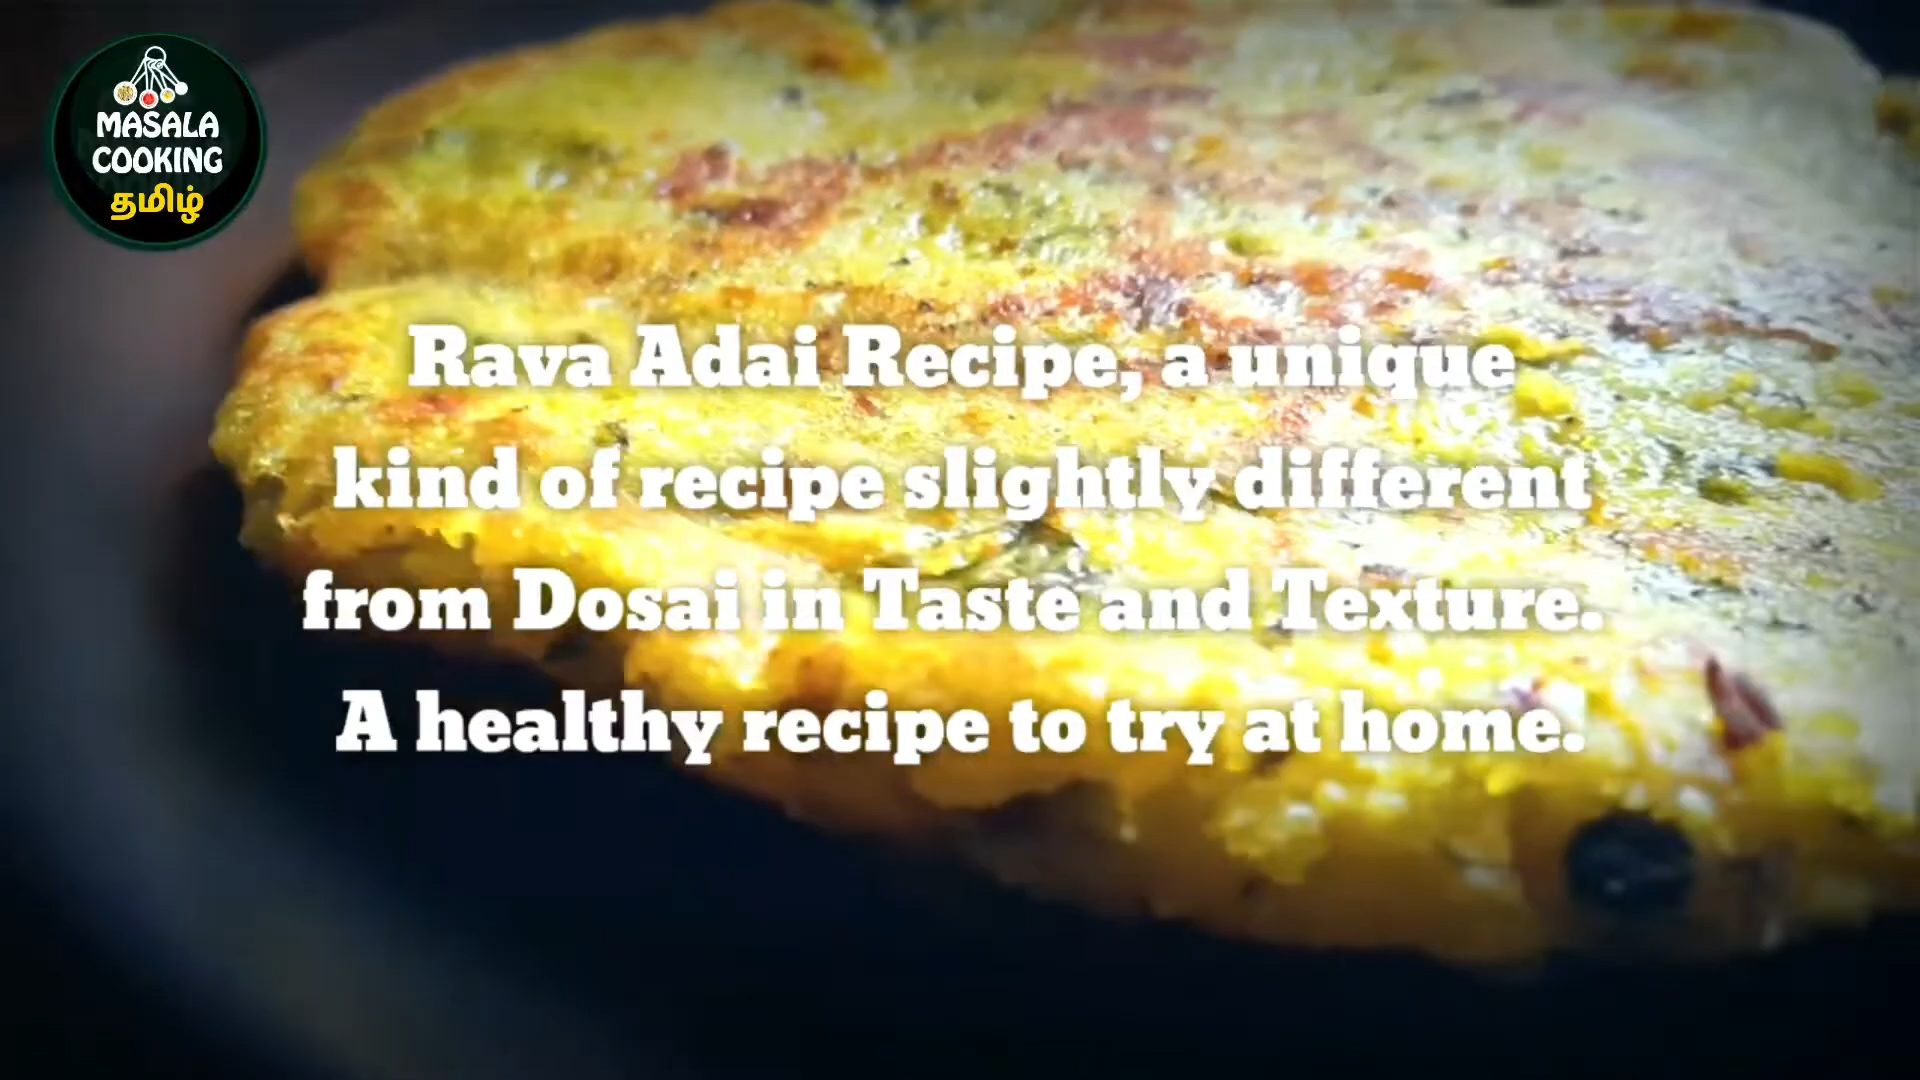 MASALA
COOKING
தமிழ்
Rava Adai Recipe, a unique
kind of recipe slightly different
from Dosai in Taste and Texture.
A healthy recipe to try at home.